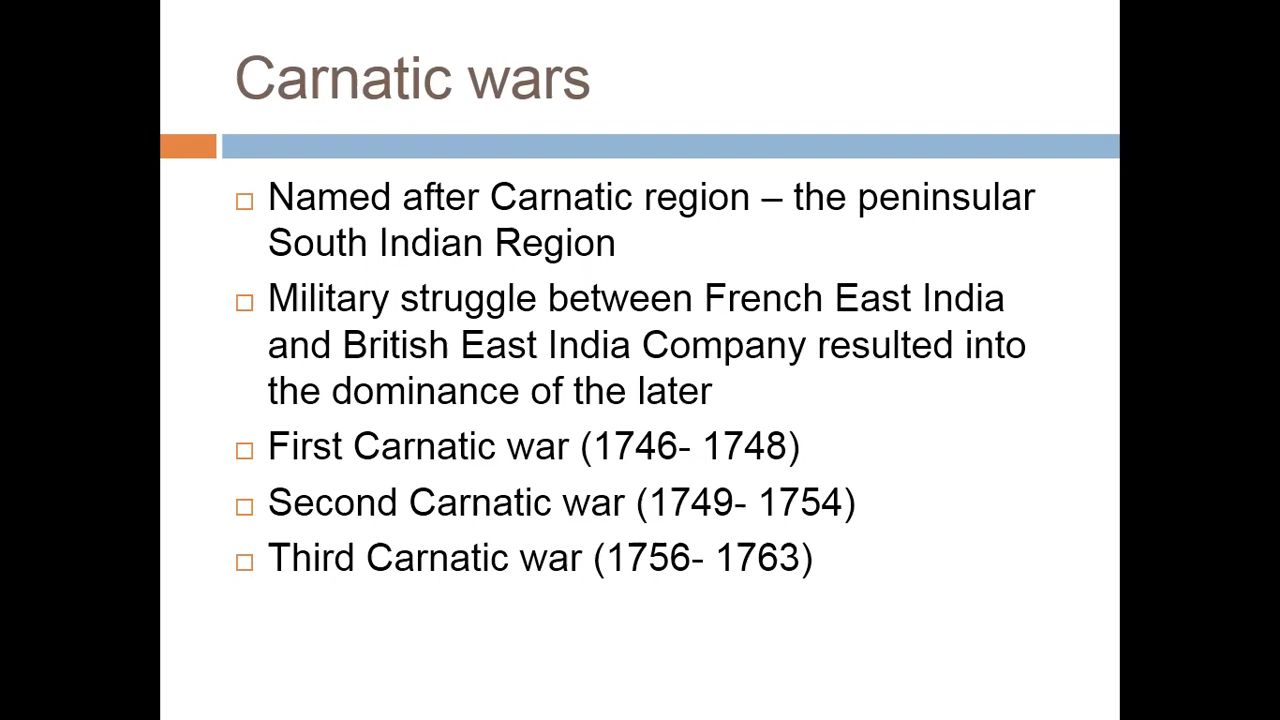 Carnatic wars
Named after Carnatic region – the peninsular
South Indian Region
Military struggle between French East India
and British East India Company resulted into
the dominance of the later
First Carnatic war (1746- 1748)
Second Carnatic war (1749- 1754)
Third Carnatic war (1756- 1763)